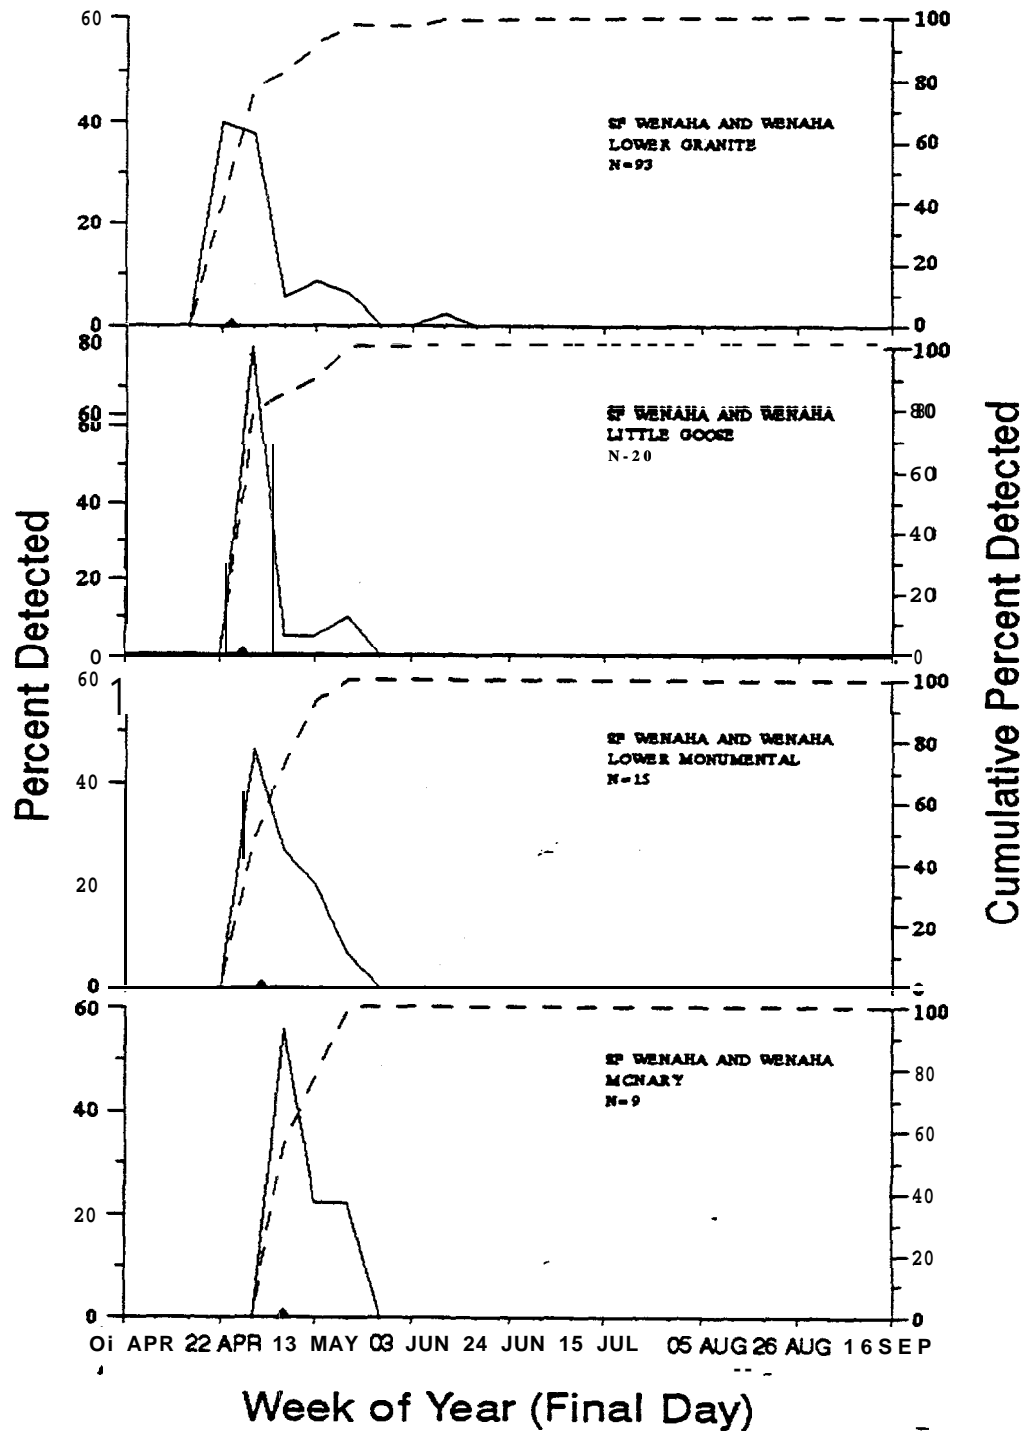 60
40
20
0
100
80
60
40
20
0
SF WENAHA AND WENAHA
LOWER GRANITE
N=93
80
60
60
40
20
0
100
80
60
40
20
0
SF WENAHA AND WENAHA
LITTLE GOOSE
N-20
60
40
20
0
100
80
60
40
20
0
SF WENAHA AND WENAHA
LOWER MONUMENTAL
N=15
60
40
20
0
100
80
60
40
20
0
SF WENAHA AND WENAHA
MCNARY
N=9
Percent Detected
Cumulative Percent Detected
Oi APR 22 APR 13 MAY 03 JUN 24 JUN 15 JUL 05 AUG 26 AUG 16 SEP
Week of Year (Final Day)